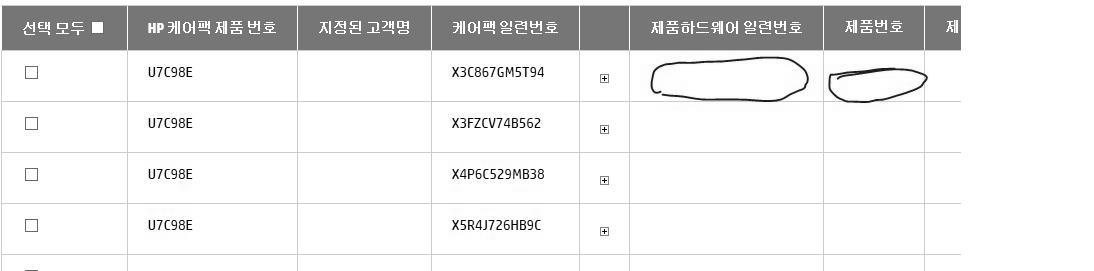 선택 모두 HP 케어팩 제품 번호 지정된 고객명 케어팩 일련번호 제품하드웨어 일련번호 제품번호 제
U7C98E X3C867GM5T94
U7C98E X3FZCV74B562
U7C98E X4P6C529MB38
U7C98E X5R4J726HB9C